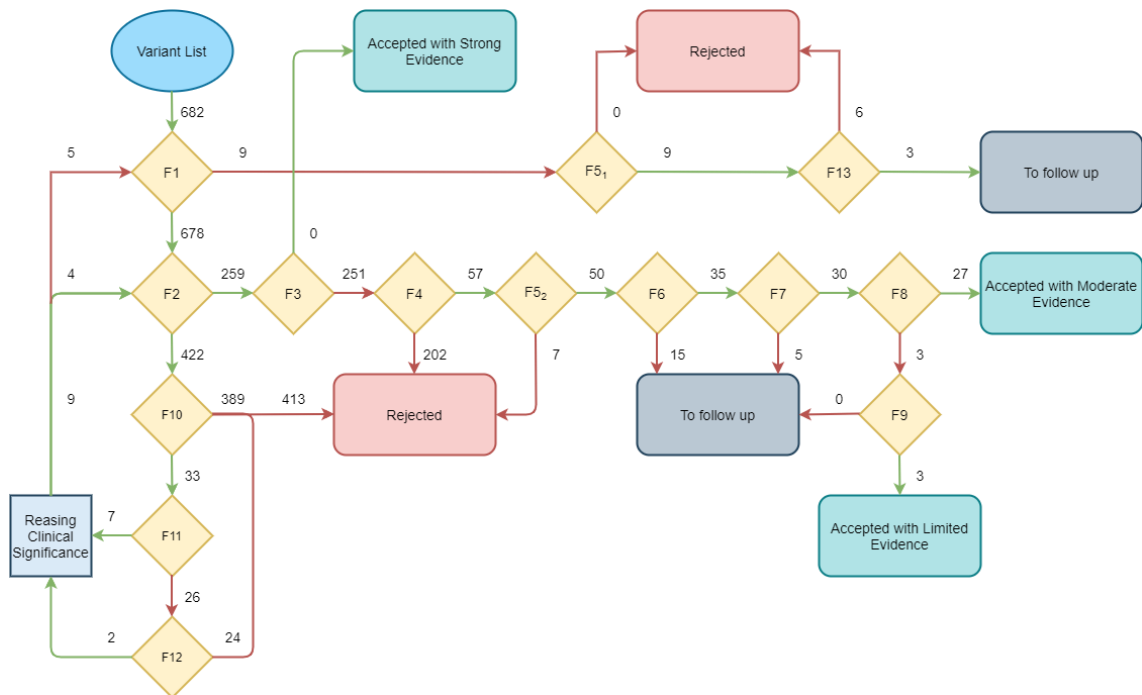 Variant List
Accepted with Strong
Evidence
Rejected
682
0
6
5
F1
9
F5₁
9
F13
3
To follow up
678
0
4
F2
259
F3
251
F4
57
F5₂
50
F6
35
F7
30
F8
27
Accepted with Moderate
Evidence
422
202
7
15
5
3
9
F10
389
413
Rejected
To follow up
0
F9
33
3
Reasing
Clinical
Significance
7
F11
Accepted with Limited
Evidence
26
2
F12
24